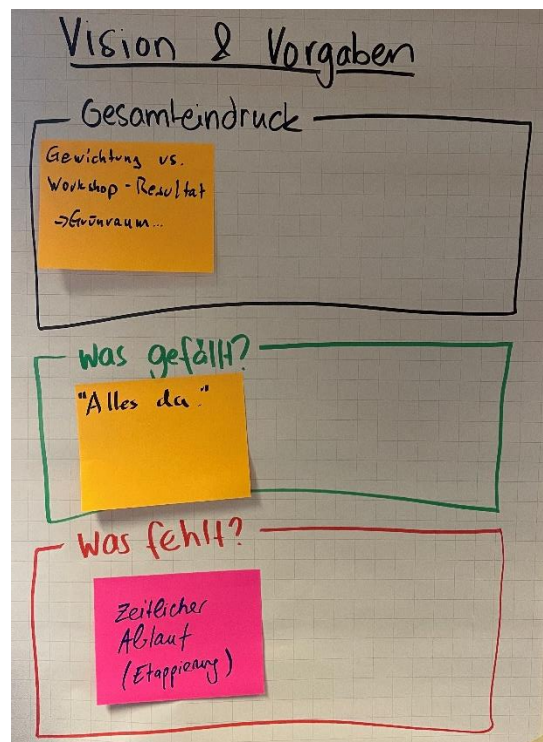 Vision & Vorgaben
Gesamteindruck
Gewichtung vs.
Workshop-Resultat
->Grünraum...
Was gefällt?
"Alles da."
Was fehlt?
Zeitlicher
Ablauf
(Etappierung)